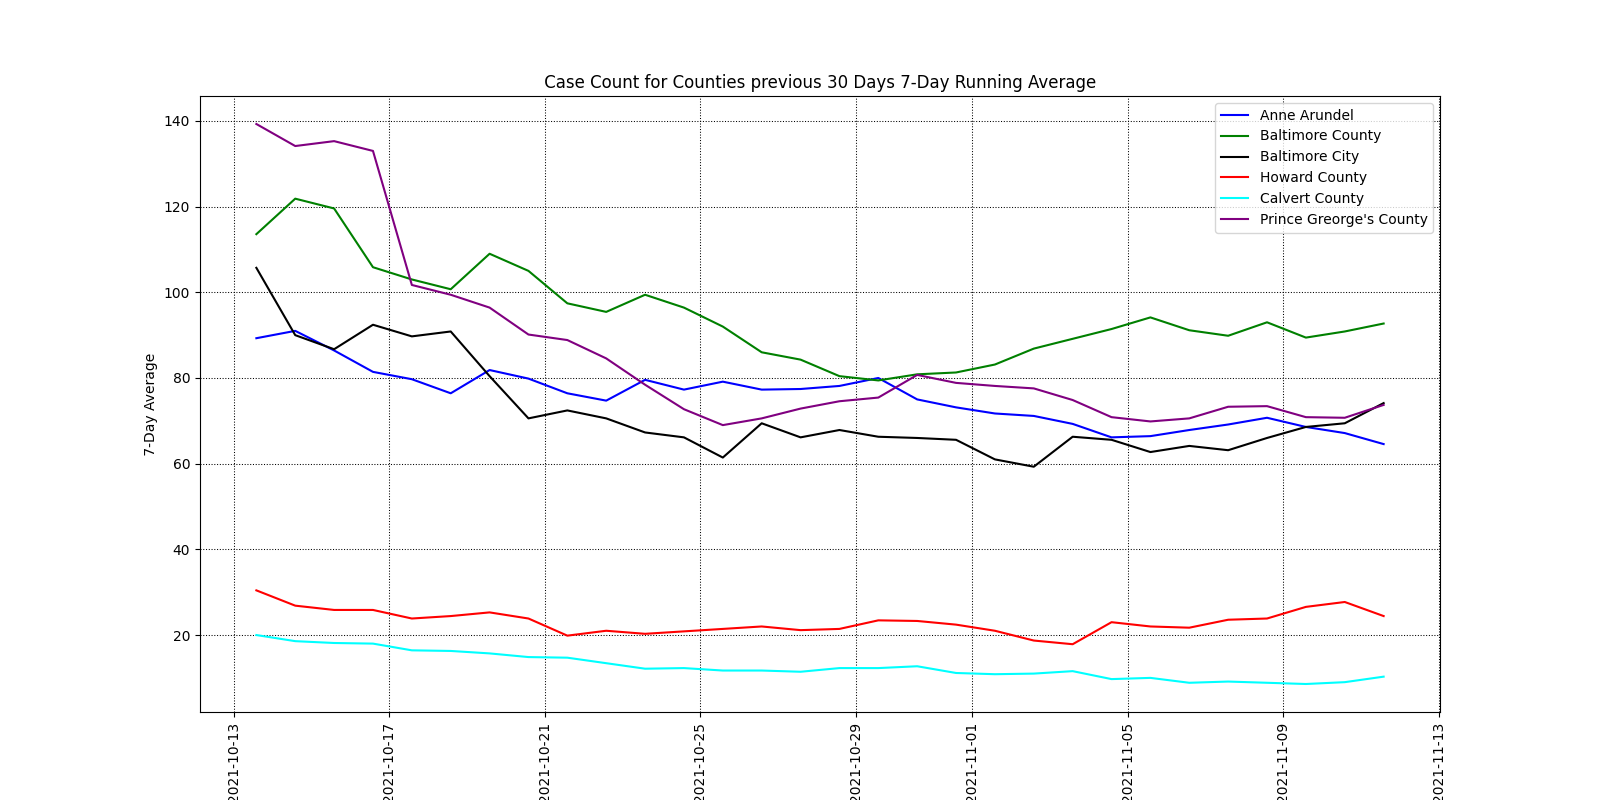 Case Count for Counties previous 30 Days 7-Day Running Average
Anne Arundel
Baltimore County
Baltimore City
Howard County
Calvert County
Prince Greorge's County
7-Day Average
140
120
100
80
60
40
20
2021-10-13
2021-10-17
2021-10-21
2021-10-25
2021-10-29
2021-11-01
2021-11-05
2021-11-09
2021-11-13